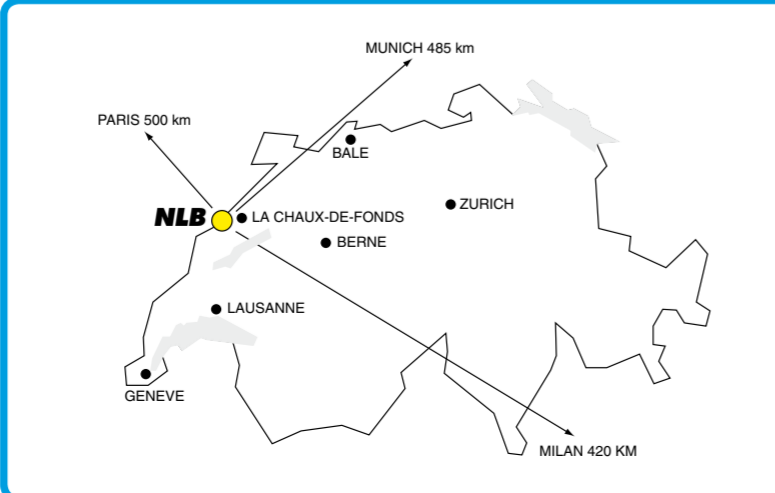 MUNICH 485 km
PARIS 500 km
BALE
ZURICH
NLB
LA CHAUX-DE-FONDS
BERNE
LAUSANNE
GENEVE
MILAN 420 KM